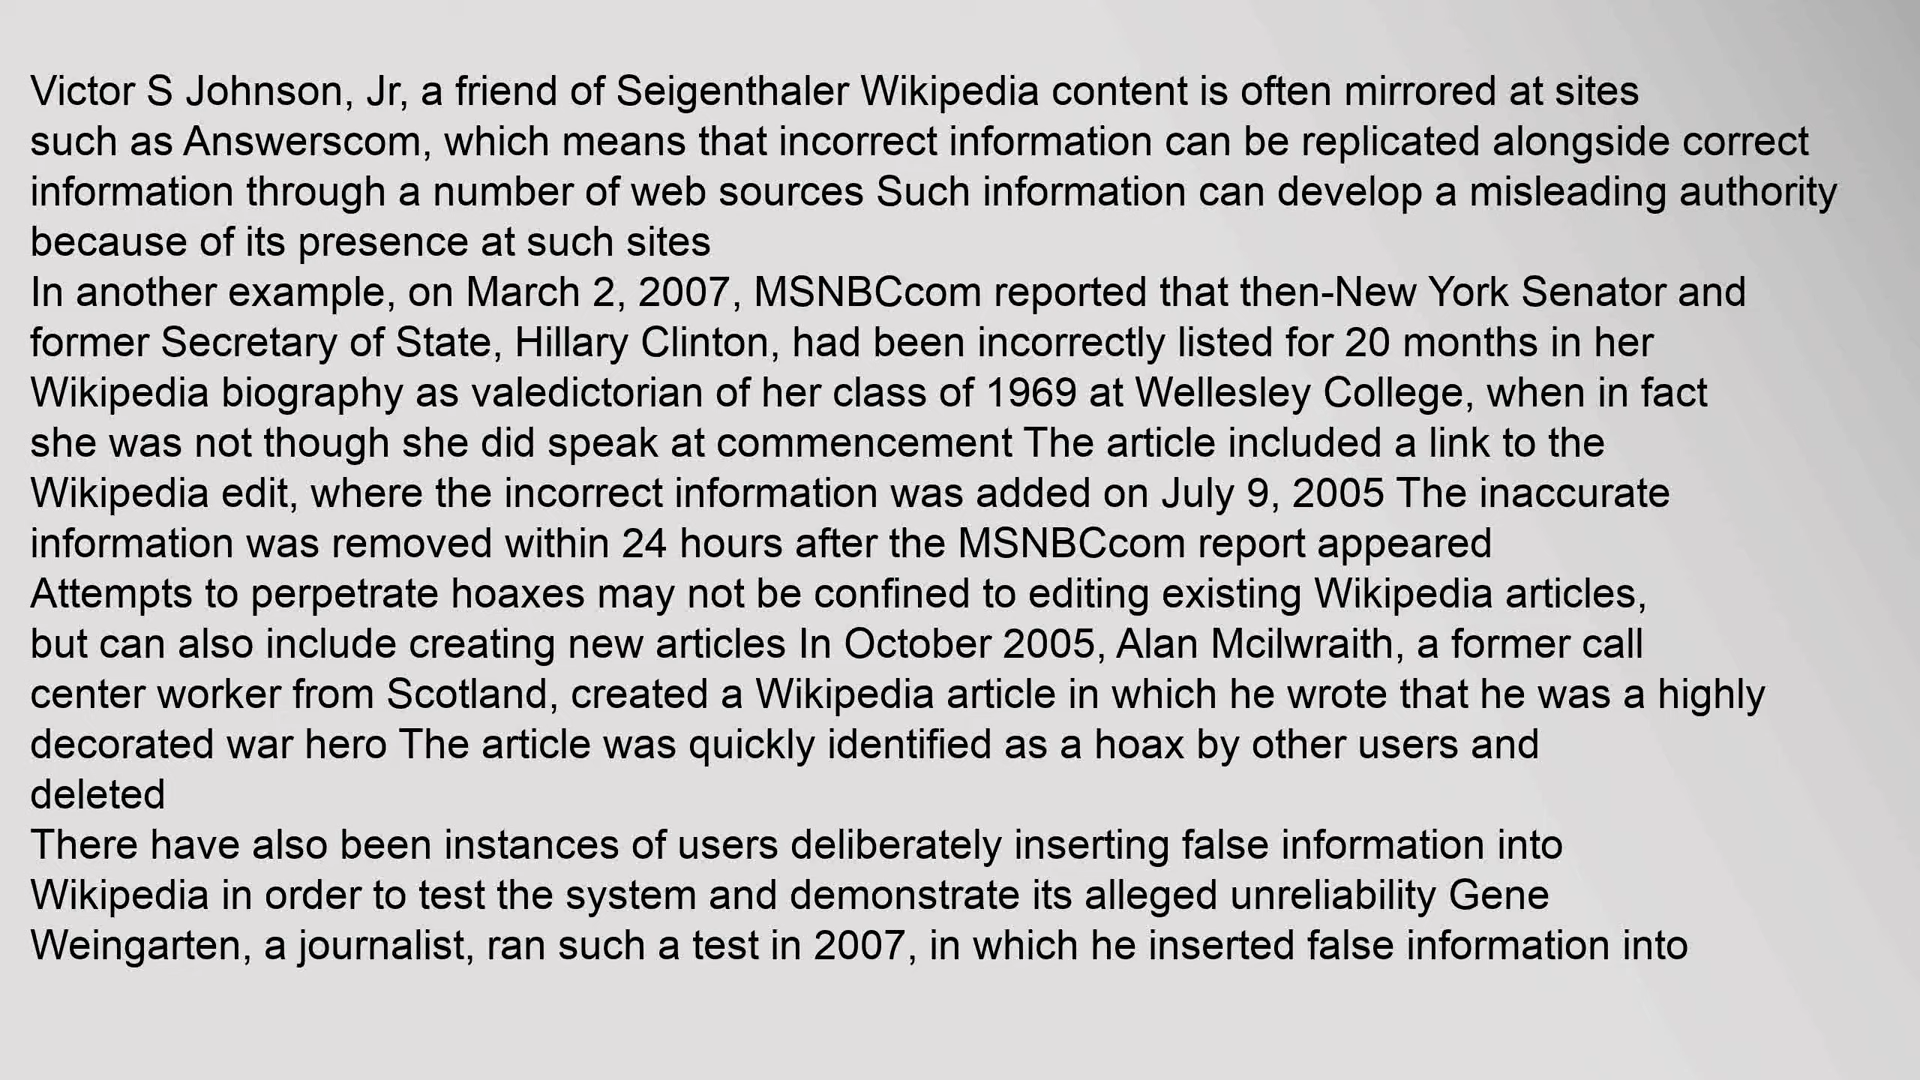 Victor S Johnson, Jr, a friend of Seigenthaler Wikipedia content is often mirrored at sites
such as Answerscom, which means that incorrect information can be replicated alongside correct
information through a number of web sources Such information can develop a misleading authority
because of its presence at such sites
In another example, on March 2, 2007, MSNBCcom reported that then-New York Senator and
former Secretary of State, Hillary Clinton, had been incorrectly listed for 20 months in her
Wikipedia biography as valedictorian of her class of 1969 at Wellesley College, when in fact
she was not though she did speak at commencement The article included a link to the
Wikipedia edit, where the incorrect information was added on July 9, 2005 The inaccurate
information was removed within 24 hours after the MSNBCcom report appeared
Attempts to perpetrate hoaxes may not be confined to editing existing Wikipedia articles,
but can also include creating new articles In October 2005, Alan Mcilwraith, a former call
center worker from Scotland, created a Wikipedia article in which he wrote that he was a highly
decorated war hero The article was quickly identified as a hoax by other users and
deleted
There have also been instances of users deliberately inserting false information into
Wikipedia in order to test the system and demonstrate its alleged unreliability Gene
Weingarten, a journalist, ran such a test in 2007, in which he inserted false information into